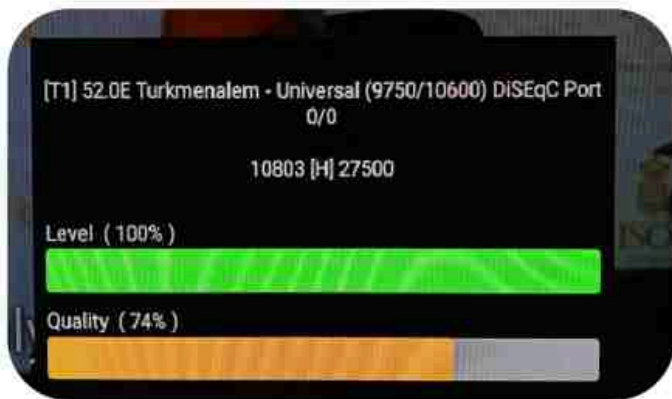 [T1] 52.0E Turkmenalem - Universal (9750/10600) DiSEqC Port
0/0
10803 [H] 27500
Level ( 100% )
Quality ( 74% )